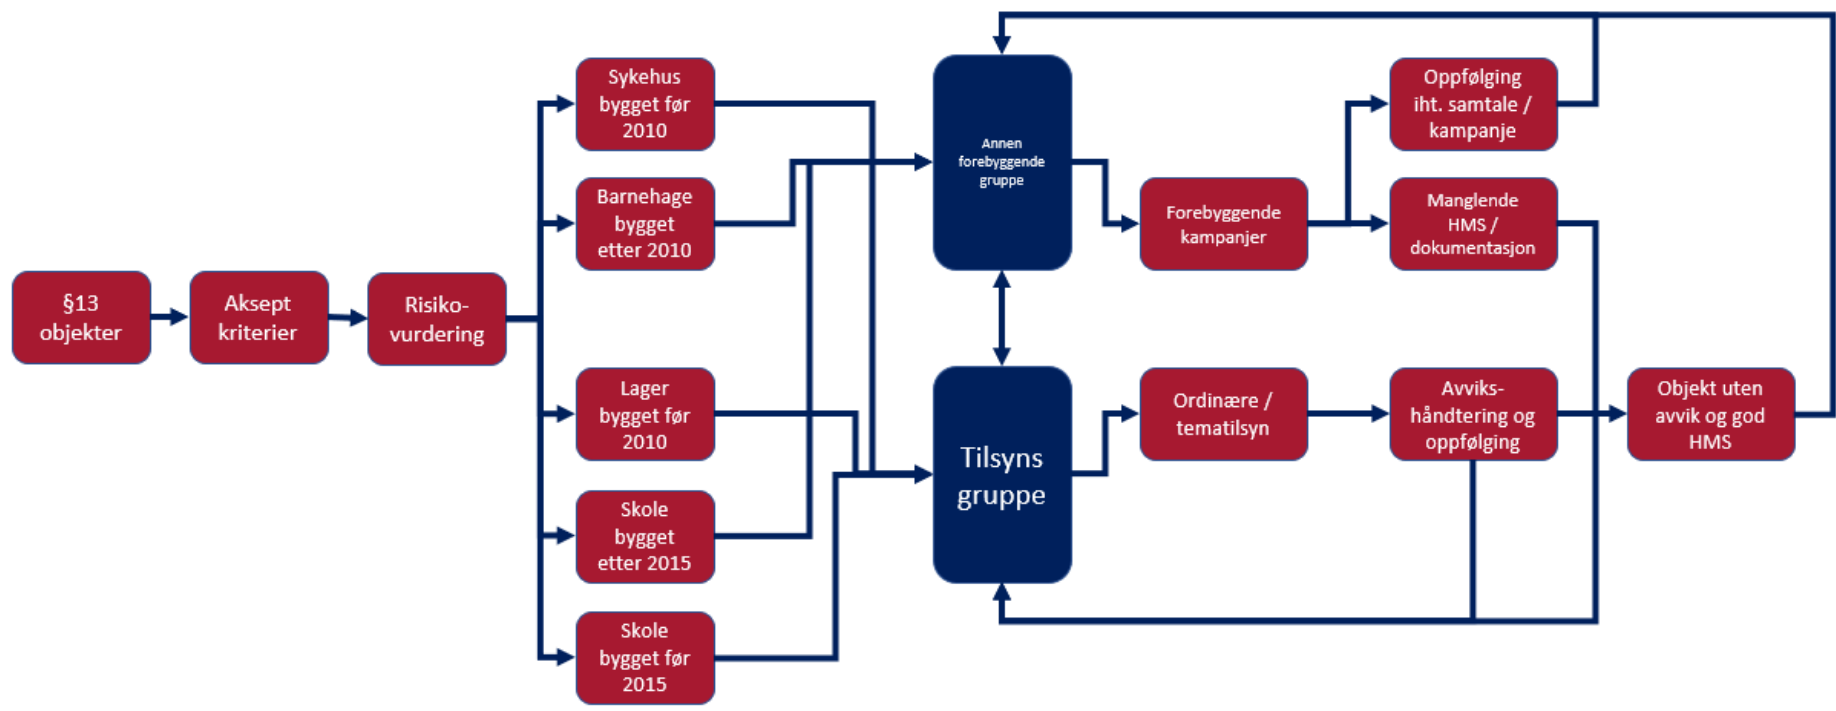 §13
objekter
Aksept
kriterier
Risiko-
vurdering
Sykehus
bygget før
2010
Barnehage
bygget
etter 2010
Lager
bygget før
2010
Skole
bygget
etter 2015
Skole
bygget før
2015
Annen
forebyggende
gruppe
Tilsyns
gruppe
Forebyggende
kampanjer
Ordinære /
tematilsyn
Oppfølging
iht. samtale /
kampanje
Manglende
HMS /
dokumentasjon
Avviks-
håndtering og
oppfølging
Objekt uten
avvik og god
HMS